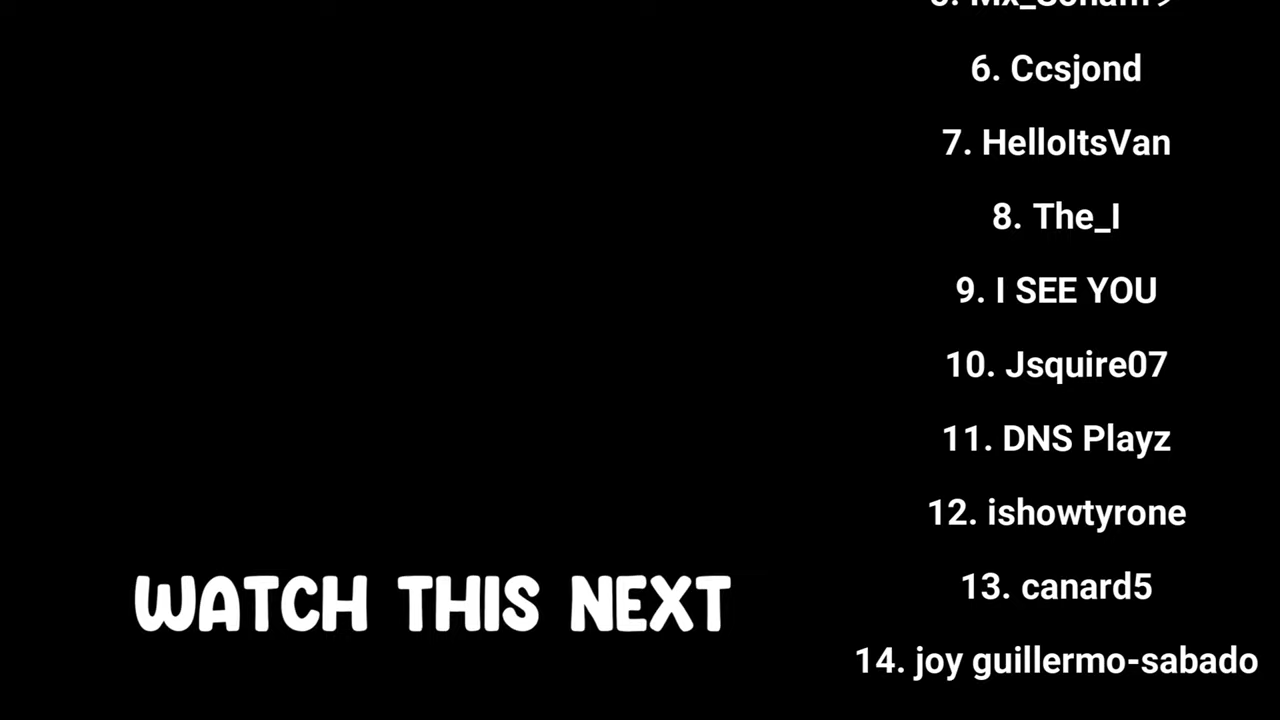 6. Ccsjond
7. HelloItsVan
8. The_I
9. I SEE YOU
10. Jsquire07
11. DNS Playz
12. ishowtyrone
13. canard5
14. joy guillermo-sabado
WATCH THIS NEXT